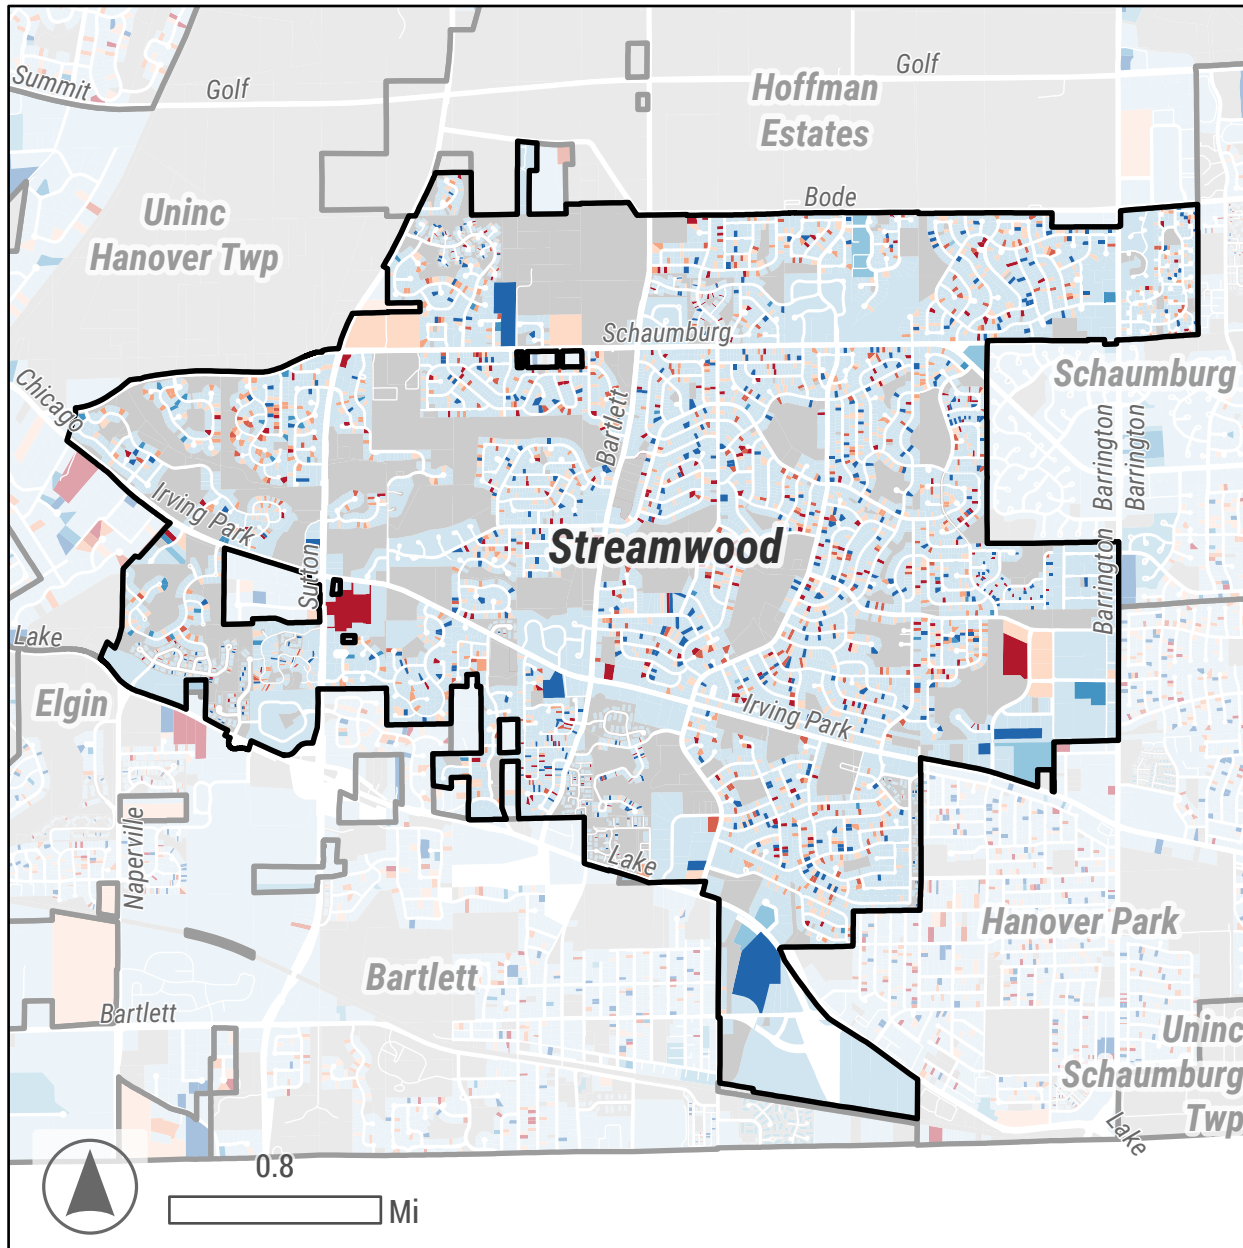 Summit
Golf
Golf
Hoffman
Estates
Uninc
Hanover Twp
Bode
Schaumburg
Schaumburg
Chicago
Bartlett
Barrington
Barrington
Irving Park
Streamwood
Sutton
Barrington
Lake
Elgin
Irving Park
Naperville
Lake
Hanover Park
Bartlett
Bartlett
Uninc
Schaumburg
Twp
Lake
0.8
Mi